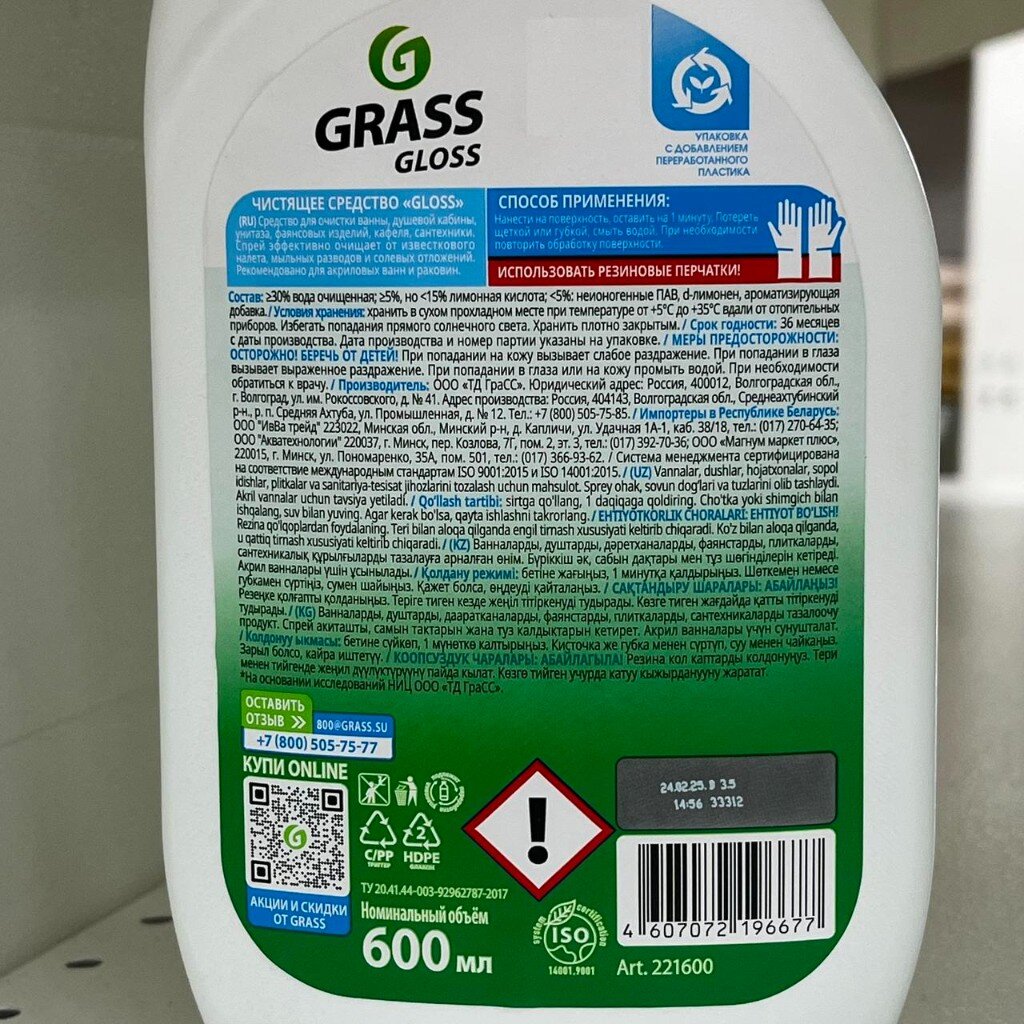 GRASS
GLOSS
УПАКОВКА
С ДОБАВЛЕНИЕМ
ПЕРЕРАБОТАННОГО
ПЛАСТИКА
ЧИСТЯЩЕЕ СРЕДСТВО «GLOSS»
(RU) Средство для очистки ванны, душевой кабины,
унитаза, фаянсовых изделий, кафеля, сантехники.
Спрей эффективно очищает от известкового
налета, мыльных разводов и солевых отложений.
Рекомендовано для акриловых ванн и раковин.
СПОСОБ ПРИМЕНЕНИЯ:
Нанести на поверхность, оставить на 1 минуту. Потереть
щеткой или губкой, смыть водой. При необходимости
повторить обработку поверхности.
ИСПОЛЬЗОВАТЬ РЕЗИНОВЫЕ ПЕРЧАТКИ!
Состав: ≥30% вода очищенная; ≥5%, но <15% лимонная кислота; <5%: неионогенные ПАВ, d-лимонен, ароматизирующая
добавка. / Условия хранения: хранить в сухом прохладном месте при температуре от +5°C до +35°C вдали от отопительных
приборов. Избегать попадания прямого солнечного света. Хранить плотно закрытым. / Срок годности: 36 месяцев
с даты производства. Дата производства и номер партии указаны на упаковке. / МЕРЫ ПРЕДОСТОРОЖНОСТИ:
ОСТОРОЖНО! БЕРЕЧЬ ОТ ДЕТЕЙ! При попадании на кожу вызывает слабое раздражение. При попадании в глаза
вызывает выраженное раздражение. При попадании в глаза или на кожу промыть водой. При необходимости
обратиться к врачу. / Производитель: ООО «ТД ГраСС». Юридический адрес: Россия, 400012, Волгоградская обл.,
г. Волгоград, ул. им. Рокоссовского, д. № 41. Адрес производства: Россия, 404143, Волгоградская обл., Среднеахтубинский
р-н, р. п. Средняя Ахтуба, ул. Промышленная, д. № 12. Тел.: +7 (800) 505-75-85. / Импортеры в Республике Беларусь:
ООО "ИвВа трейд" 223022, Минская обл., Минский р-н, д. Капличи, ул. Удачная 1А-1, каб. 38/18, тел.: (017) 270-64-35;
ООО "Акватехнологии" 220037, г. Минск, пер. Козлова, 7Г, пом. 2, эт. 3, тел.: (017) 392-70-36; ООО «Магнум маркет плюс»,
220015, г. Минск, ул. Пономаренко, 35А, пом. 501, тел.: (017) 366-93-62. / Система менеджмента сертифицирована
на соответствие международным стандартам ISO 9001:2015 и ISO 14001:2015. / (UZ) Vannalar, dushlar, hojatxonalar, sopol
idishlar, plitkalar va sanitariya-tesisat jihozlarini tozalash uchun mahsulot. Sprey ohak, sovun dog'lari va tuzlarini olib tashlaydi.
Akril vannalar uchun tavsiya yetiladi. / Qo'llash tartibi: sirtga qo'llang, 1 daqiqaga qoldiring. Cho'tka yoki shimgich bilan
ishqalang, suv bilan yuving. Agar kerak bo'lsa, qayta ishlashni takrorlang. / EHTIYOTKORLIK CHORALARI: EHTIYOT BO'LISH!
Rezina qo'lqoplardan foydalaning. Teri bilan aloqa qilganda engil tirnash xususiyati keltirib chiqaradi. Ko'z bilan aloqa qilganda,
u qattiq tirnash xususiyati keltirib chiqaradi. / (KZ) Ванналарды, душтарды, дәретханаларды, фаянстарды, плиткаларды,
сантехникалық құрылғыларды тазалауға арналған өнім. Бүріккіш әк, сабын дақтары мен тұз шөгінділерін кетіреді.
Акрил ванналары үшін ұсынылады. / Қолдану режимі: бетіне жағыңыз, 1 минутқа қалдырыңыз. Шөткемен немесе
губкамен сүртіңіз, сумен шайыңыз. Қажет болса, өңдеуді қайталаңыз. / САҚТАНДЫРУ ШАРАЛАРЫ: АБАЙЛАҢЫЗ!
Резеңке қолғапты қолданыңыз. Теріге тиген кезде жеңіл тітіркенуді тудырады. Көзге тиген жағдайда қатты тітіркенуді
тудырады. / (KG) Ванналарды, душтарды, даараткаларды, фаянстарды, плиткаларды, сантехникаларды тазалоочу
продукт. Спрей акиташты, самын тактарын жана туз калдыктарын кетирет. Акрил ванналары үчүн сунушталат.
/ Колдонуу ыкмасы: бетине сүйкөп, 1 мүнөткө калтырыңыз. Кисточка же губка менен сүртүп, суу менен чайкаңыз.
Зарыл болсо, кайра иштетүү. / КООПСУЗДУК ЧАРАЛАРЫ: АБАЙЛАГЫЛА! Резина кол каптарды колдонуңуз. Тери
менен тийгенде жеңил дүүлүктүрүүнү пайда кылат. Көзгө тийген учурда катуу кыжырданууну жаратат.
*На основании исследований НИЦ ООО «ТД ГраСС».
ОСТАВИТЬ
ОТЗЫВ »
800@GRASS.SU
+7 (800) 505-75-77
КУПИ ONLINE
АКЦИИ И СКИДКИ
ОТ GRASS
C/PP
ТРИГГЕР
2
HDPE
ФЛАКОН
ТУ 20.41.44-003-92962787-2017
Номинальный объём
600 мл
system certification
ISO
14001.9001
14:56 33312
4 607072 196677
Art. 221600